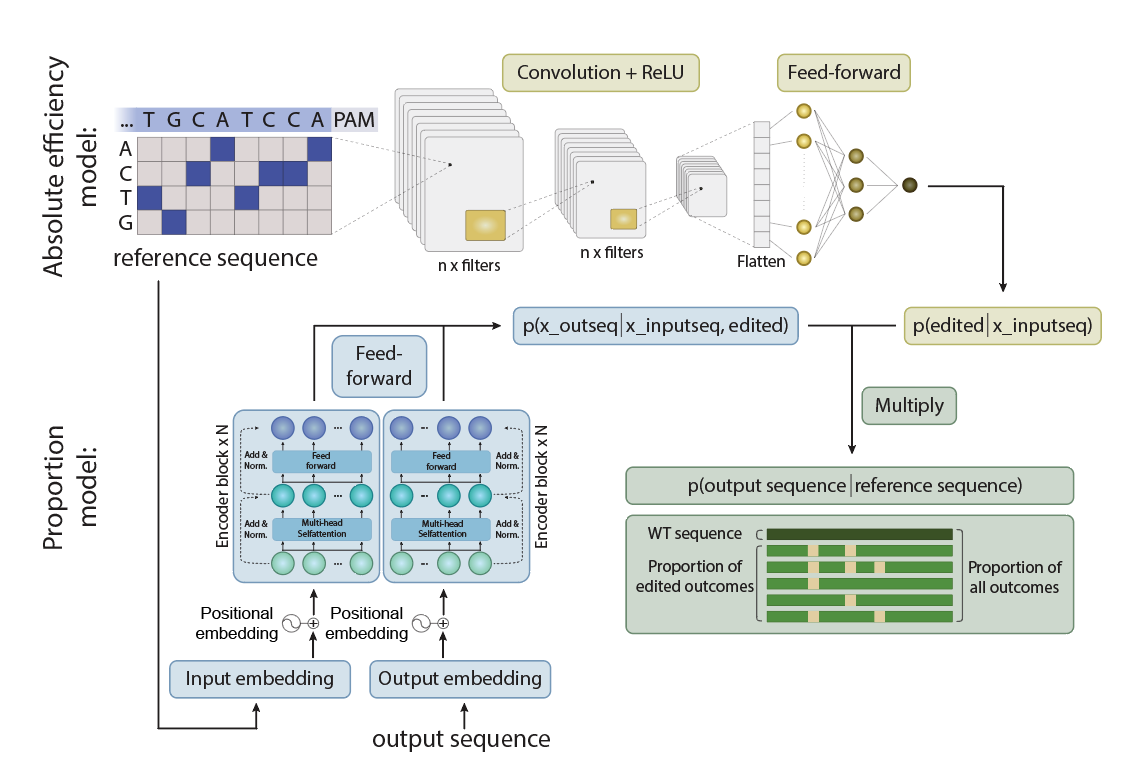 Absolute efficiency
model:
Convolution + ReLU
Feed-forward
... T G C A T C C A PAM
A
C
T
G
reference sequence
n x filters
n x filters
Flatten
p(x_outseq|x_inputseq, edited)
p(edited|x_inputseq)
Feed-
forward
Multiply
Proportion
model:
Encoder block x N
Add &
Norm.
Feed
forward
...
Add &
Norm.
Multi-head
Selfattention
...
...
Feed
forward
Add &
Norm.
...
Multi-head
Selfattention
Add &
Norm.
...
...
Encoder block x N
p(output sequence|reference sequence)
WT sequence
Proportion of
edited outcomes
Proportion of
all outcomes
Positional
embedding
Positional
embedding
Input embedding
Output embedding
output sequence